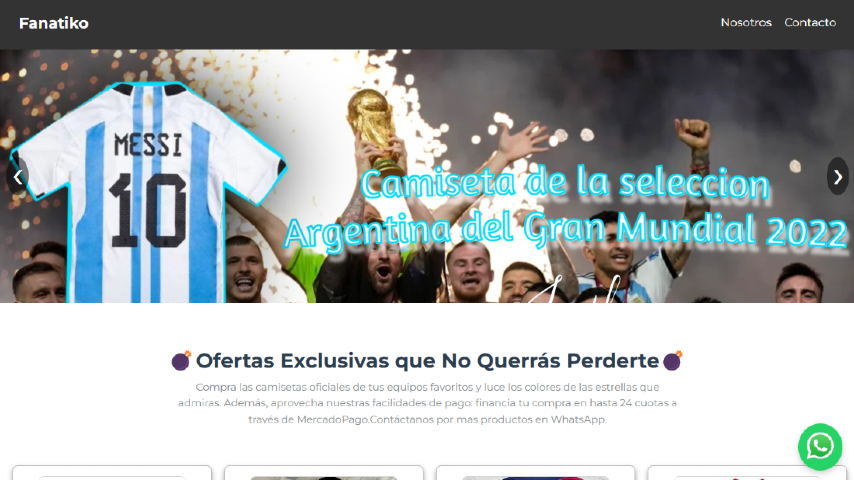 Fanatiko
Nosotros Contacto
MESSI
10
Camiseta de la seleccion
Argentina del Gran Mundial 2022
Ofertas Exclusivas que No Querrás Perderte
Compra las camisetas oficiales de tus equipos favoritos y luce los colores de las estrellas que
admiras. Además, aprovecha nuestras facilidades de pago: financia tu compra en hasta 24 cuotas a
través de MercadoPago.Contáctanos por mas productos en WhatsApp.